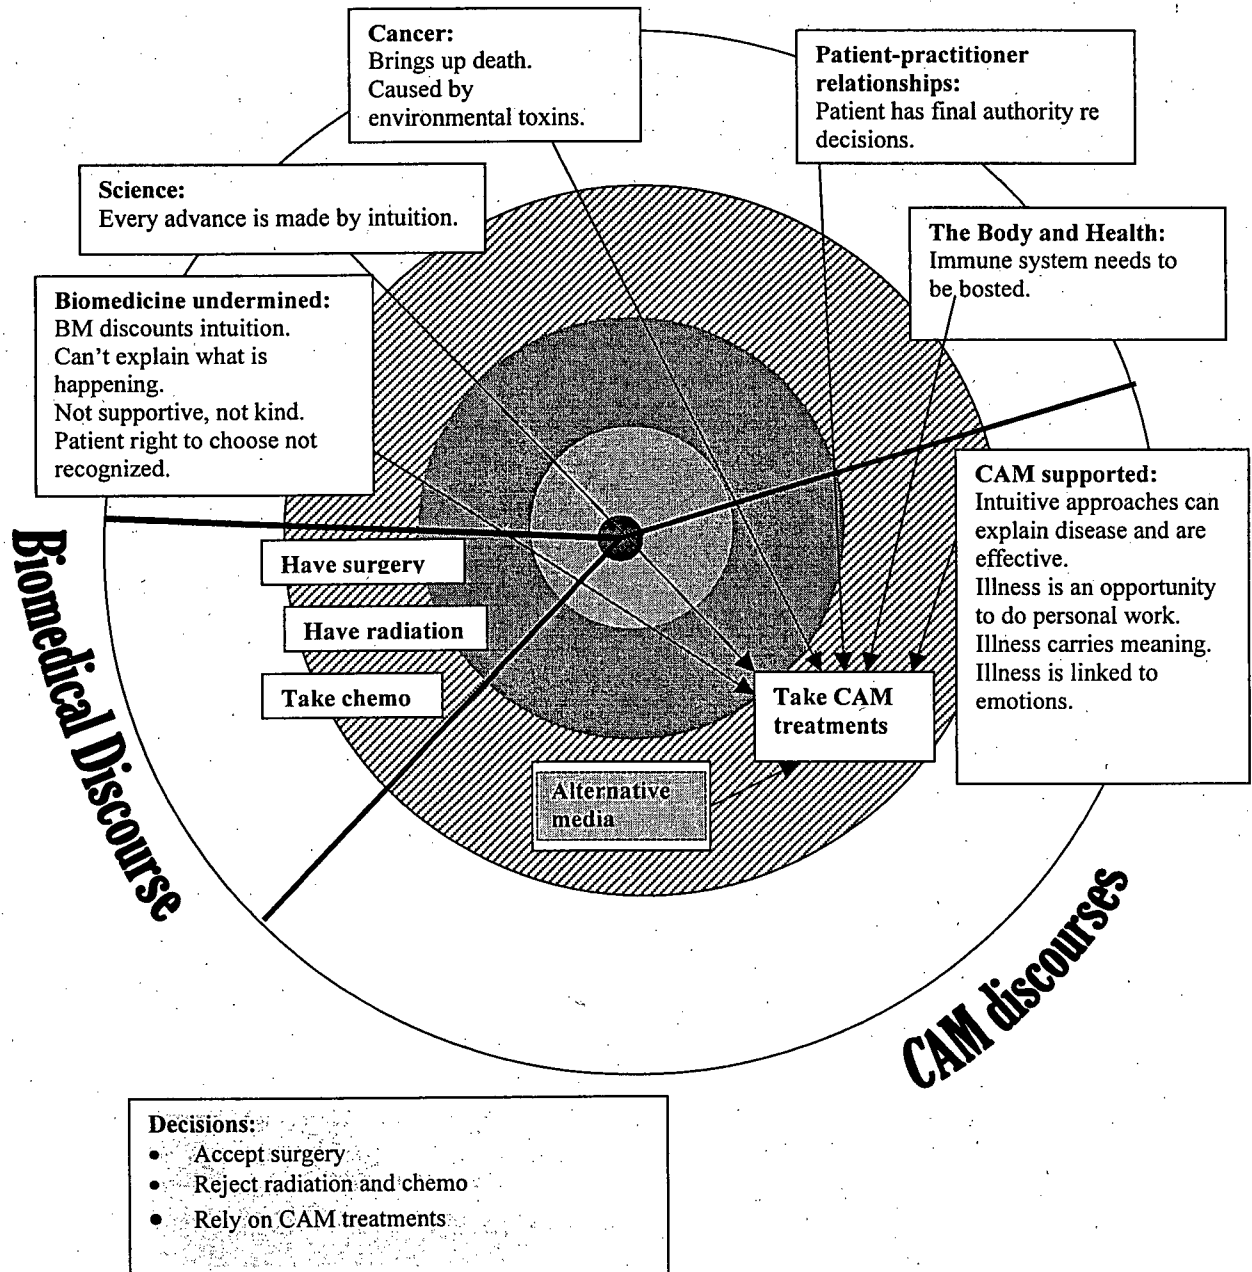 Cancer:
Brings up death.
Caused by
environmental toxins.
Patient-practitioner
relationships:
Patient has final authority re
decisions.
Science:
Every advance is made by intuition.
The Body and Health:
Immune system needs to
be bosted.
Biomedicine undermined:
BM discounts intuition.
Can't explain what is
happening.
Not supportive, not kind.
Patient right to choose not
recognized.
CAM supported:
Intuitive approaches can
explain disease and are
effective.
Illness is an opportunity
to do personal work.
Illness carries meaning.
Illness is linked to
emotions.
Have surgery
Have radiation
Take chemo
Take CAM
treatments
Alternative
media
Biomedical Discourse
CAM discourses
Decisions:
• Accept surgery
• Reject radiation and chemo
• Rely on CAM treatments